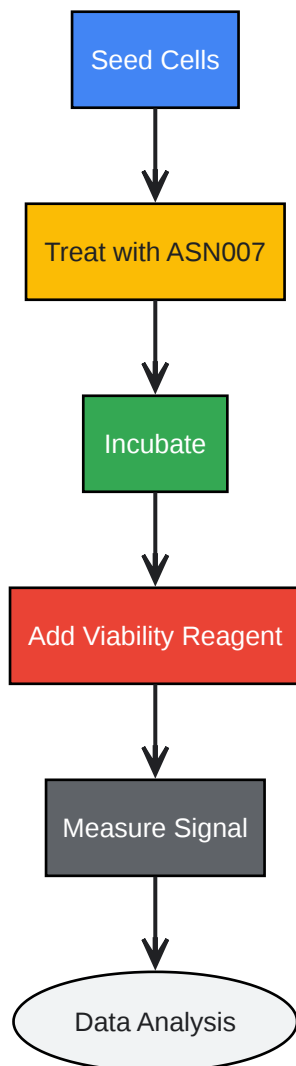 Seed Cells
Treat with ASN007
Incubate
Add Viability Reagent
Measure Signal
Data Analysis